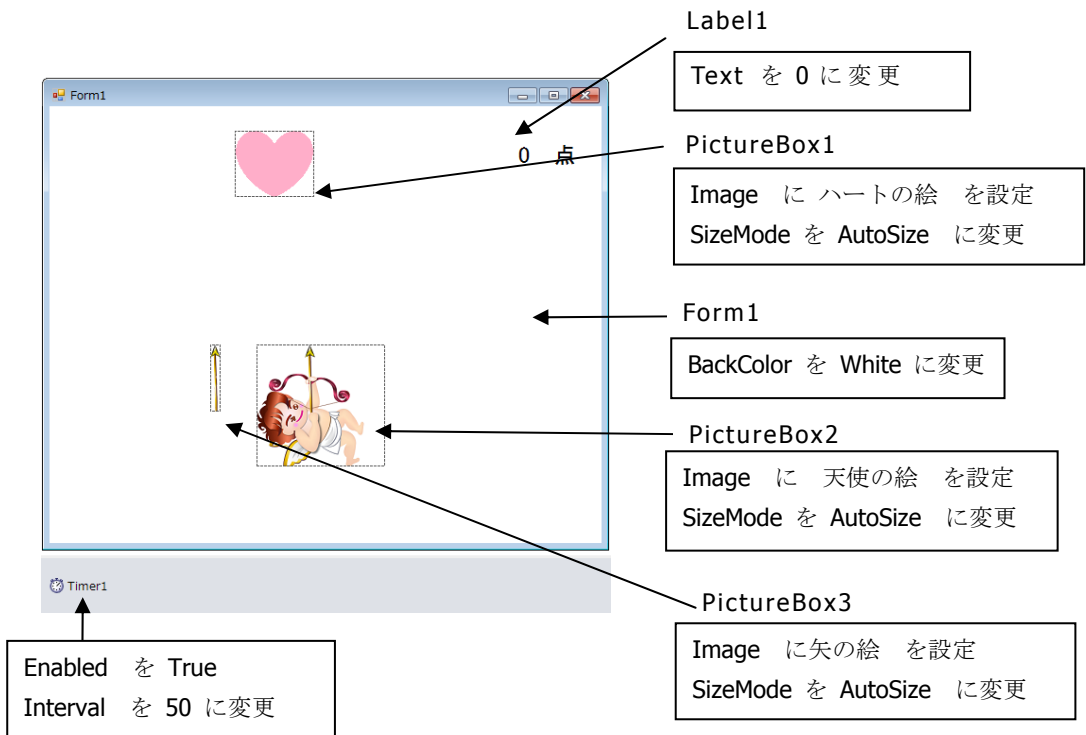 Label1
Text を 0 に変更
Form1
0 点
PictureBox1
Image に ハートの絵 を設定
SizeMode を AutoSize に変更
Form1
BackColor を White に変更
PictureBox2
Image に 天使の絵 を設定
SizeMode を AutoSize に変更
Timer1
PictureBox3
Image に矢の絵 を設定
SizeMode を AutoSize に変更
Enabled を True
Interval を 50 に変更